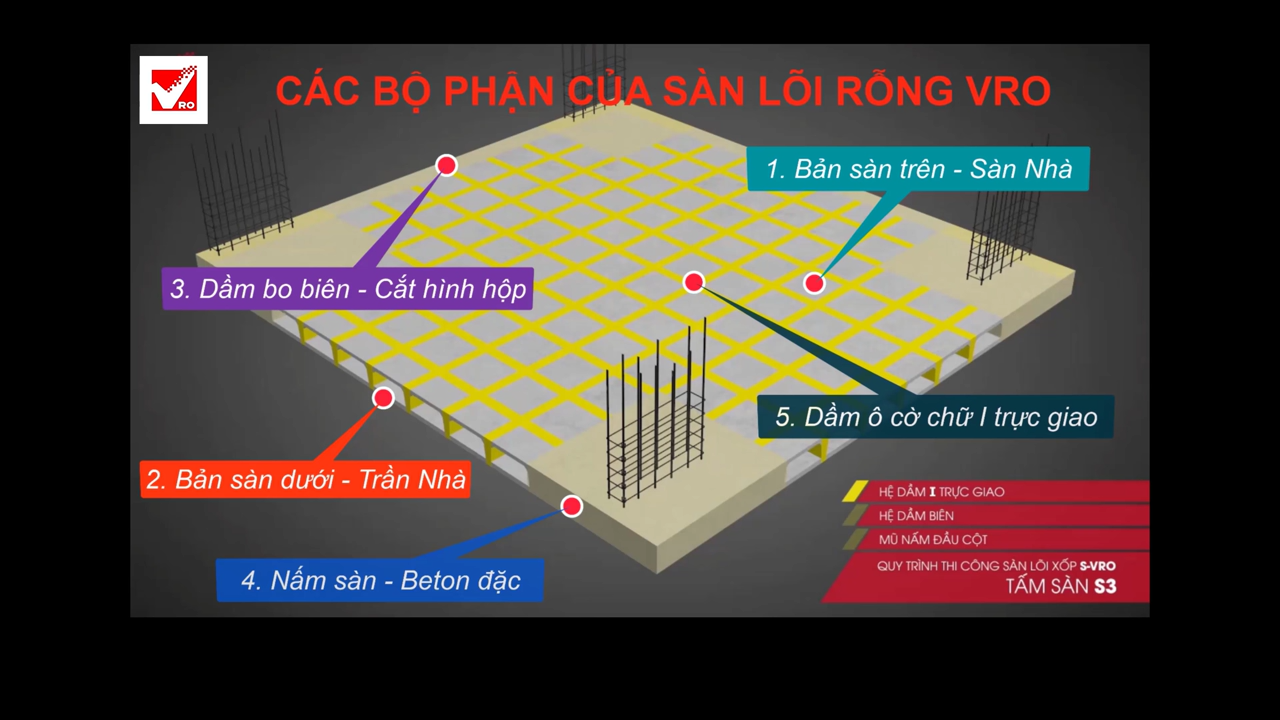 VRO
CÁC BỘ PHẬN CỦA SÀN LÕI RỖNG VRO
1. Bản sàn trên - Sàn Nhà
3. Dầm bo biên - Cắt hình hộp
5. Dầm ô cờ chữ I trực giao
2. Bản sàn dưới - Trần Nhà
4. Nấm sàn - Beton đặc
HỆ DẦM I TRỰC GIAO
HỆ DẦM BIÊN
MŨ NẤM ĐẦU CỘT
QUY TRÌNH THI CÔNG SÀN LÕI XỐP S-VRO
TẤM SÀN S3